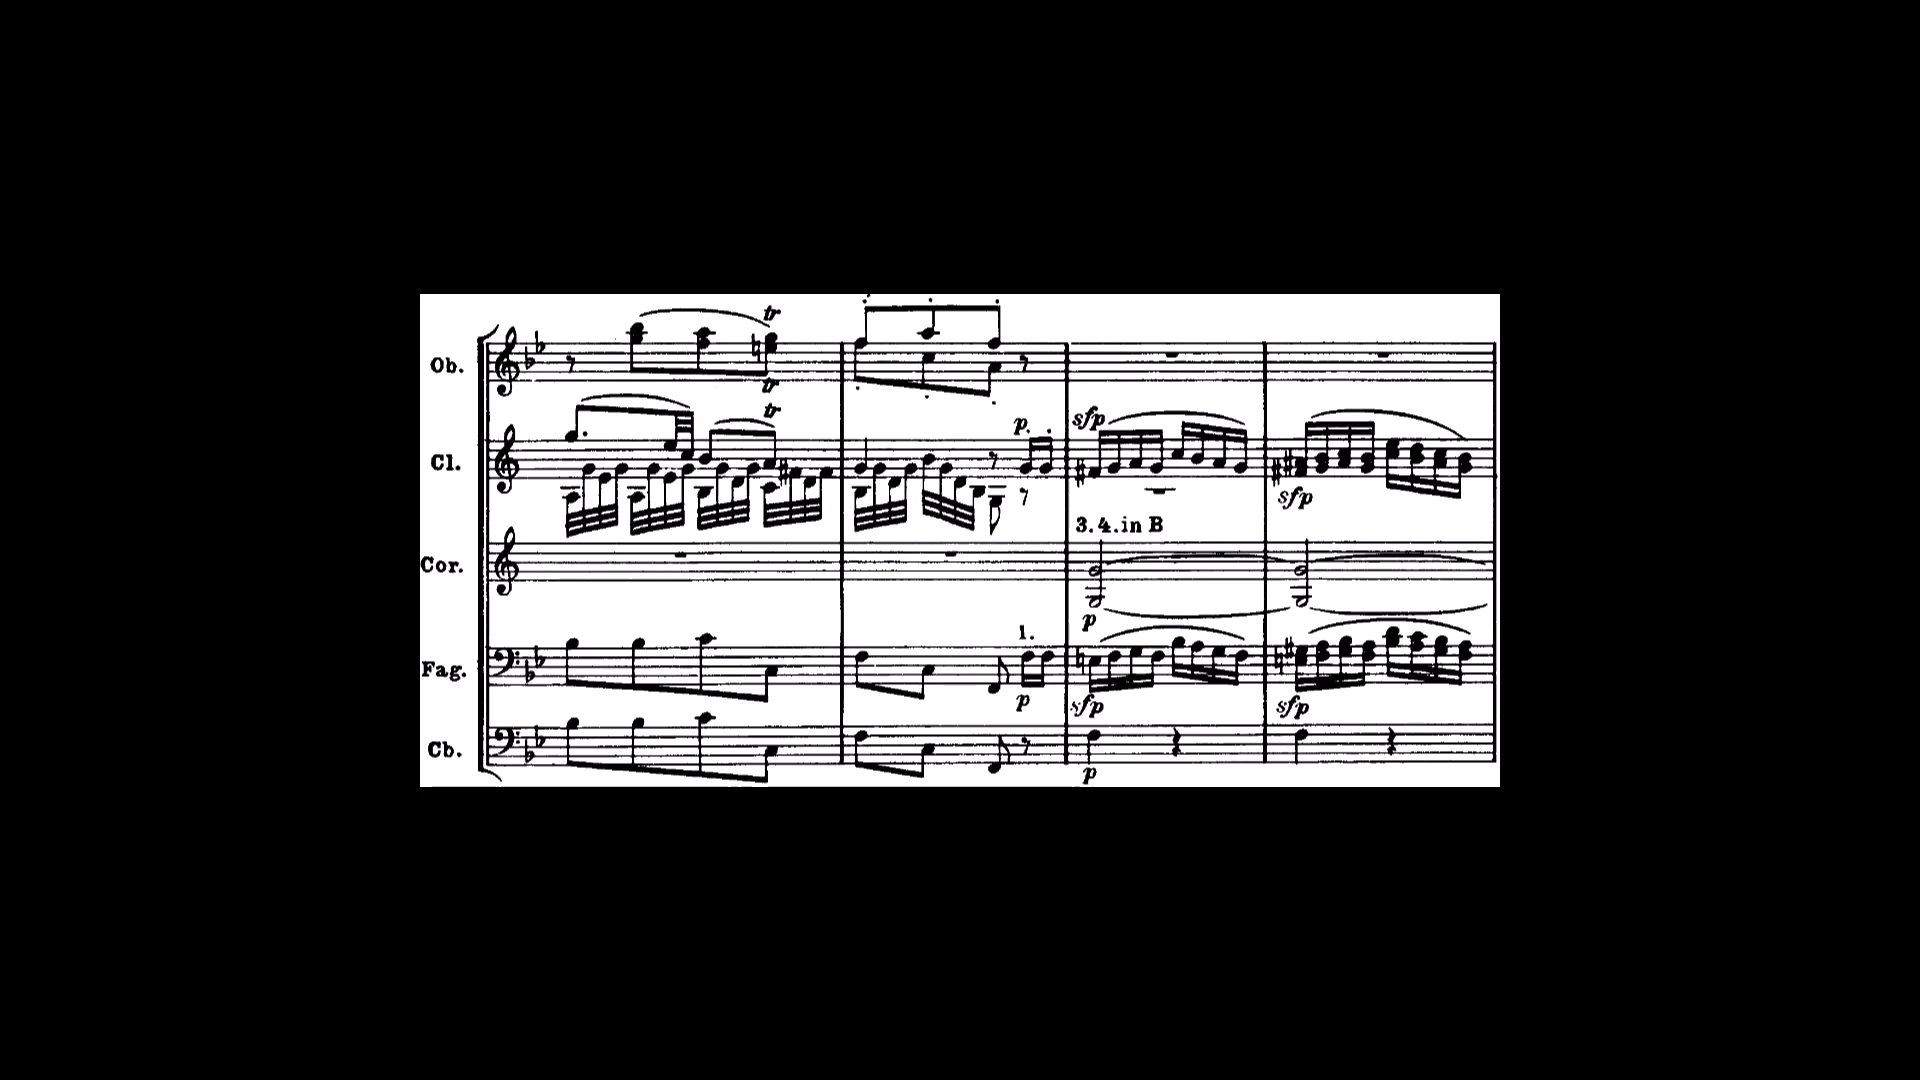 tr
Ob.
tr
tr
p
sfp
Cl.
sfp
3. 4. in B
Cor.
p
1.
Fag.
p
sfp
sfp
Cb.
p